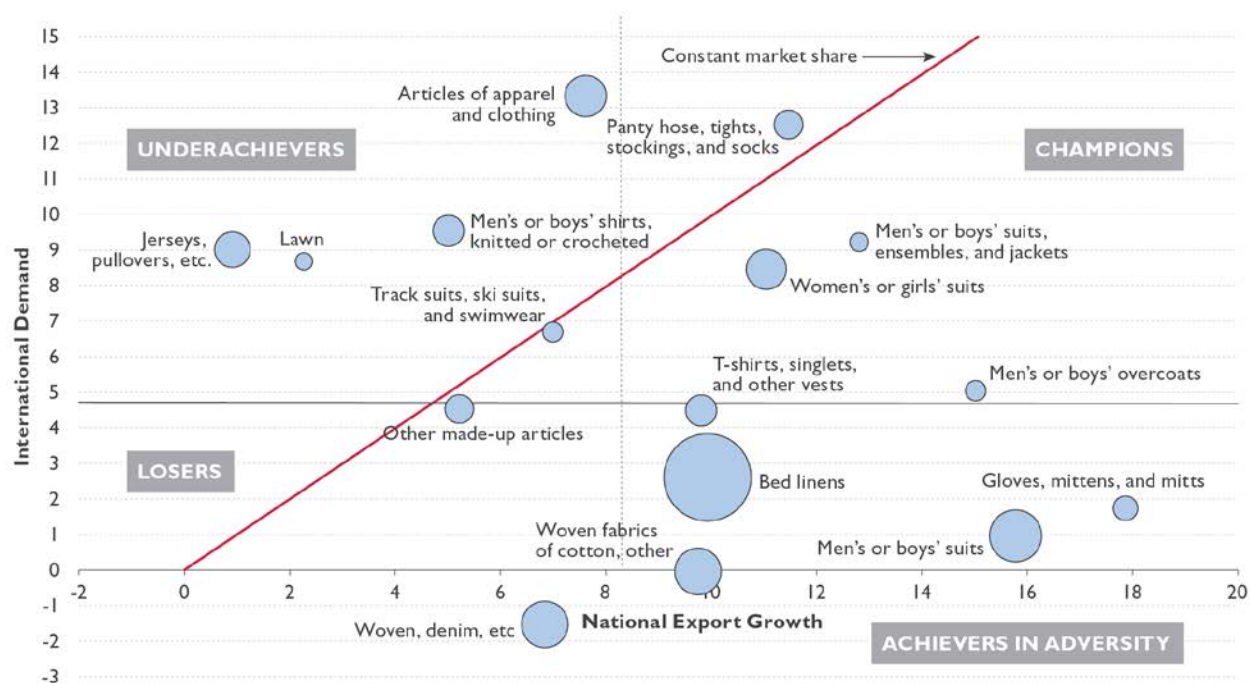 15
14
13
12
11
10
9
8
7
6
5
4
3
2
1
0
-1
-2
-3
International Demand
Constant market share
Articles of apparel
and clothing
Panty hose, tights,
stockings, and socks
UNDERACHIEVERS
CHAMPIONS
Jerseys,
pullovers, etc.
Lawn
Men's or boys' shirts,
knitted or crocheted
Men's or boys' suits,
ensembles, and jackets
Women's or girls' suits
Track suits, ski suits,
and swimwear
T-shirts, singlets,
and other vests
Men's or boys' overcoats
Other made-up articles
LOSERS
Bed linens
Gloves, mittens, and mitts
Woven fabrics
of cotton, other
Men's or boys' suits
-2 0 2 4 6 8 10 12 14 16 18 20
Woven, denim, etc
National Export Growth
ACHIEVERS IN ADVERSITY